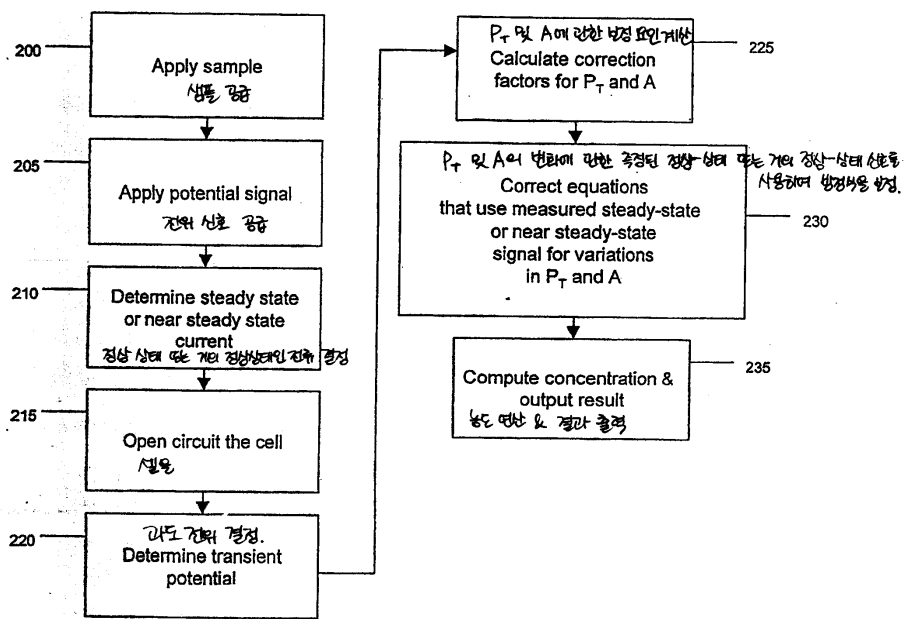 200
Apply sample
샘플 공급
205
Apply potential signal
전위 신호 공급
210
Determine steady state
or near steady state
current
정상 상태 또는 거의 정상상태인 전류 결정
215
Open circuit the cell
셀을
220
과도 전위 결정.
Determine transient
potential
P_T 및 A에 관한 보정 요인 계산
225
Calculate correction
factors for P_T and A
P_T 및 A의 변화에 관한 측정된 정상-상태 또는 거의 정상-상태 신호를
사용하여 방정식을 보정.
Correct equations
that use measured steady-state
or near steady-state
signal for variations
in P_T and A
230
235
Compute concentration &
output result
농도 연산 & 결과 출력